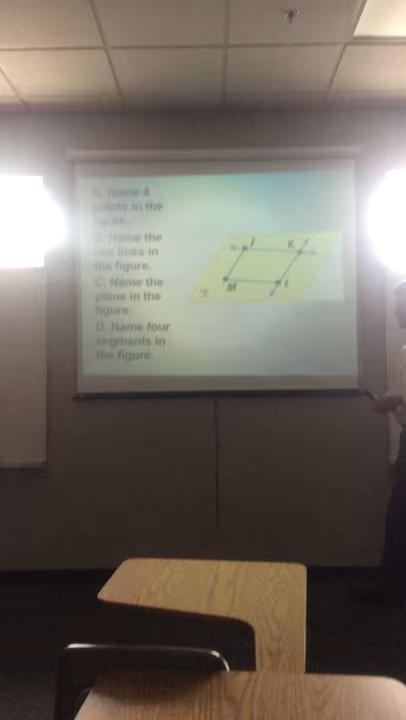 A. Name 4
points in the
figure.
B. Name the
two lines in
the figure.
C. Name the
plane in the
figure.
D. Name four
segments in
the figure.
J
K
M
L
R